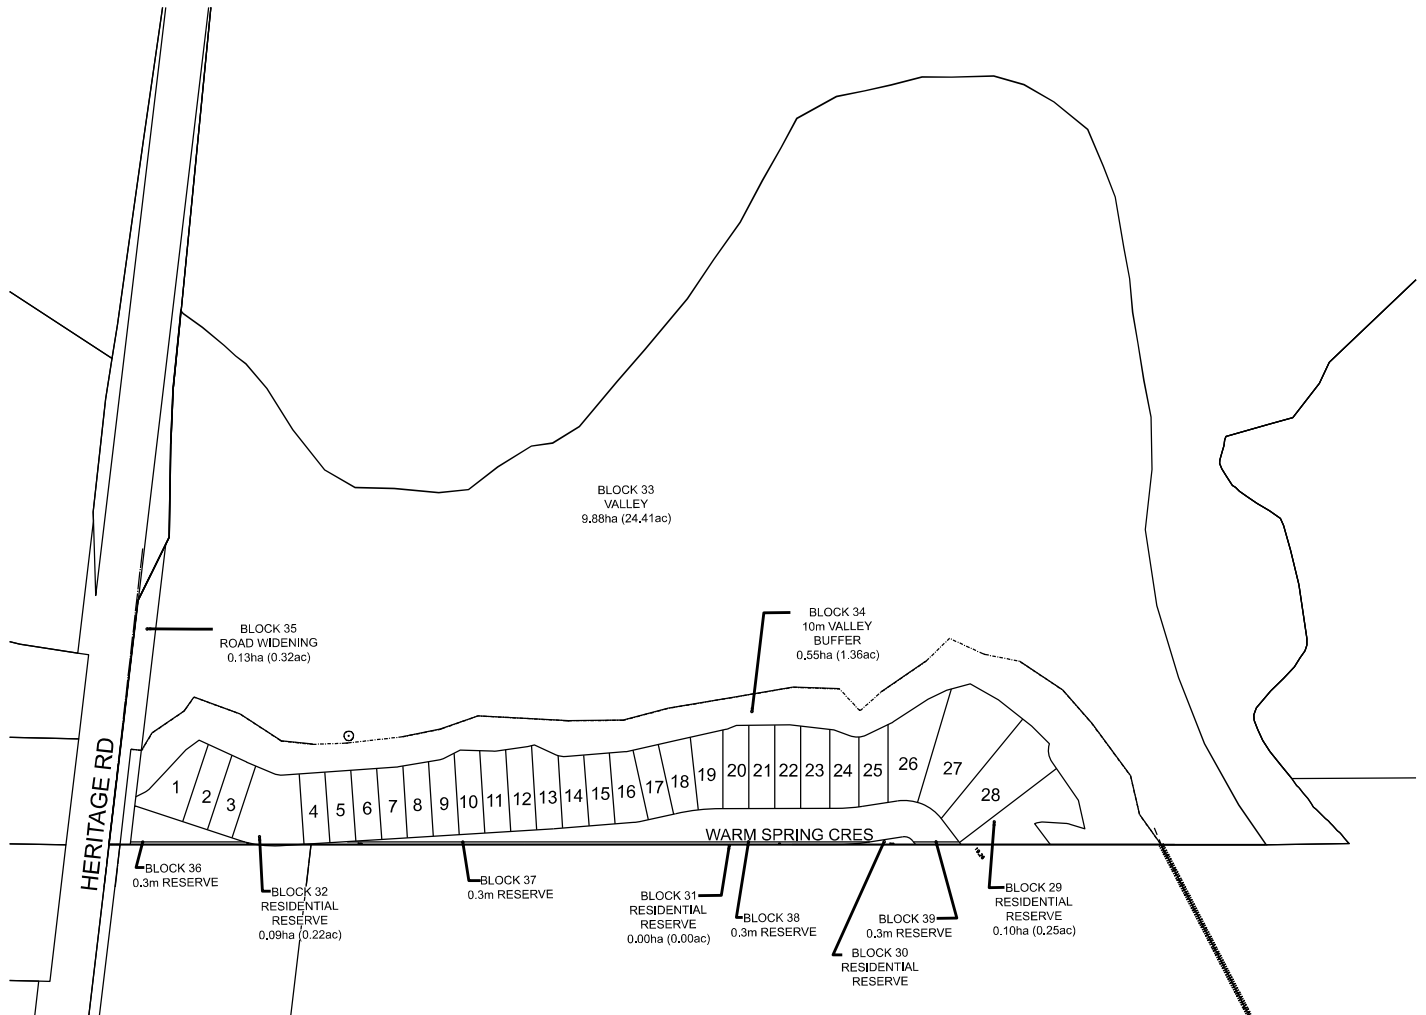 BLOCK 33
VALLEY
9.88ha (24.41ac)
BLOCK 34
10m VALLEY
BUFFER
0.55ha (1.36ac)
BLOCK 35
ROAD WIDENING
0.13ha (0.32ac)
HERITAGE RD
1
2
3
4
5
6
7
8
9
10
11
12
13
14
15
16
17
18
19
20
21
22
23
24
25
26
27
28
WARM SPRING CRES
BLOCK 36
0.3m RESERVE
BLOCK 32
RESIDENTIAL
RESERVE
0.09ha (0.22ac)
BLOCK 37
0.3m RESERVE
BLOCK 31
RESIDENTIAL
RESERVE
0.00ha (0.00ac)
BLOCK 38
0.3m RESERVE
BLOCK 39
0.3m RESERVE
BLOCK 30
RESIDENTIAL
RESERVE
BLOCK 29
RESIDENTIAL
RESERVE
0.10ha (0.25ac)